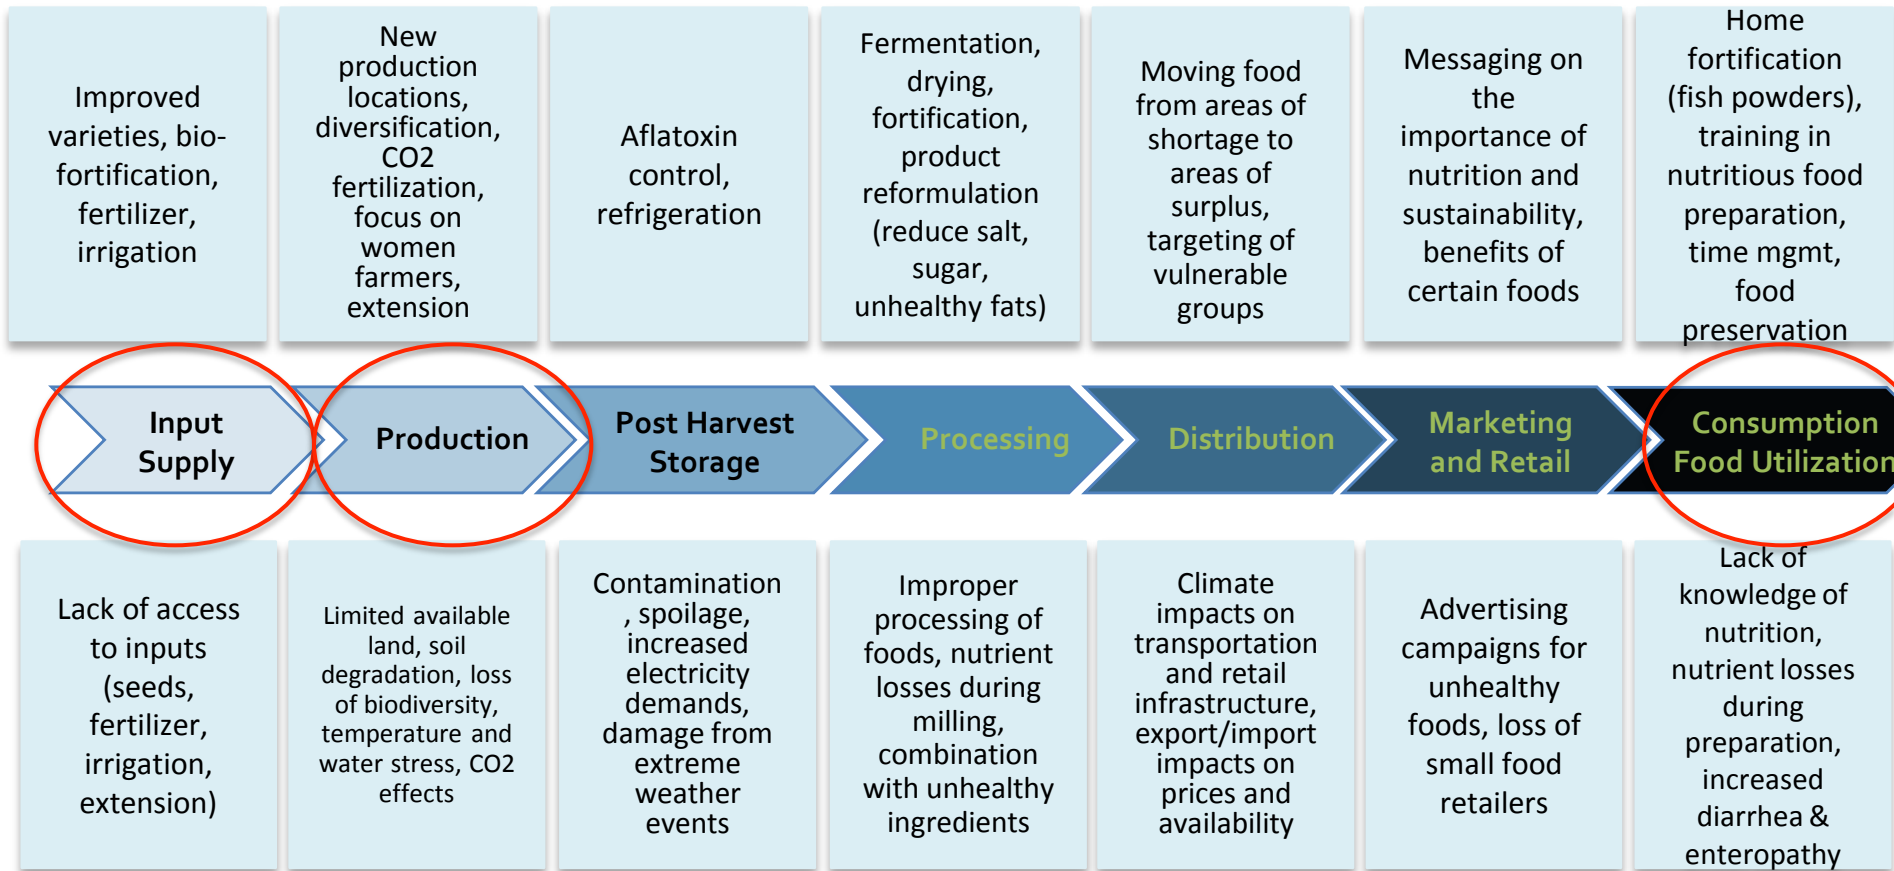 Improved
varieties, bio-
fortification,
fertilizer,
irrigation
New
production
locations,
diversification,
CO2
fertilization,
focus on
women
farmers,
extension
Aflatoxin
control,
refrigeration
Fermentation,
drying,
fortification,
product
reformulation
(reduce salt,
sugar,
unhealthy fats)
Moving food
from areas of
shortage to
areas of
surplus,
targeting of
vulnerable
groups
Messaging on
the
importance of
nutrition and
sustainability,
benefits of
certain foods
Home
fortification
(fish powders),
training in
nutritious food
preparation,
time mgmt,
food
preservation
Input
Supply
Production
Post Harvest
Storage
Processing
Distribution
Marketing
and Retail
Consumption
Food Utilization
Lack of access
to inputs
(seeds,
fertilizer,
irrigation,
extension)
Limited available
land, soil
degradation, loss
of biodiversity,
temperature and
water stress, CO2
effects
Contamination
, spoilage,
increased
electricity
demands,
damage from
extreme
weather
events
Improper
processing of
foods, nutrient
losses during
milling,
combination
with unhealthy
ingredients
Climate
impacts on
transportation
and retail
infrastructure,
export/import
impacts on
prices and
availability
Advertising
campaigns for
unhealthy
foods, loss of
small food
retailers
Lack of
knowledge of
nutrition,
nutrient losses
during
preparation,
increased
diarrhea &
enteropathy